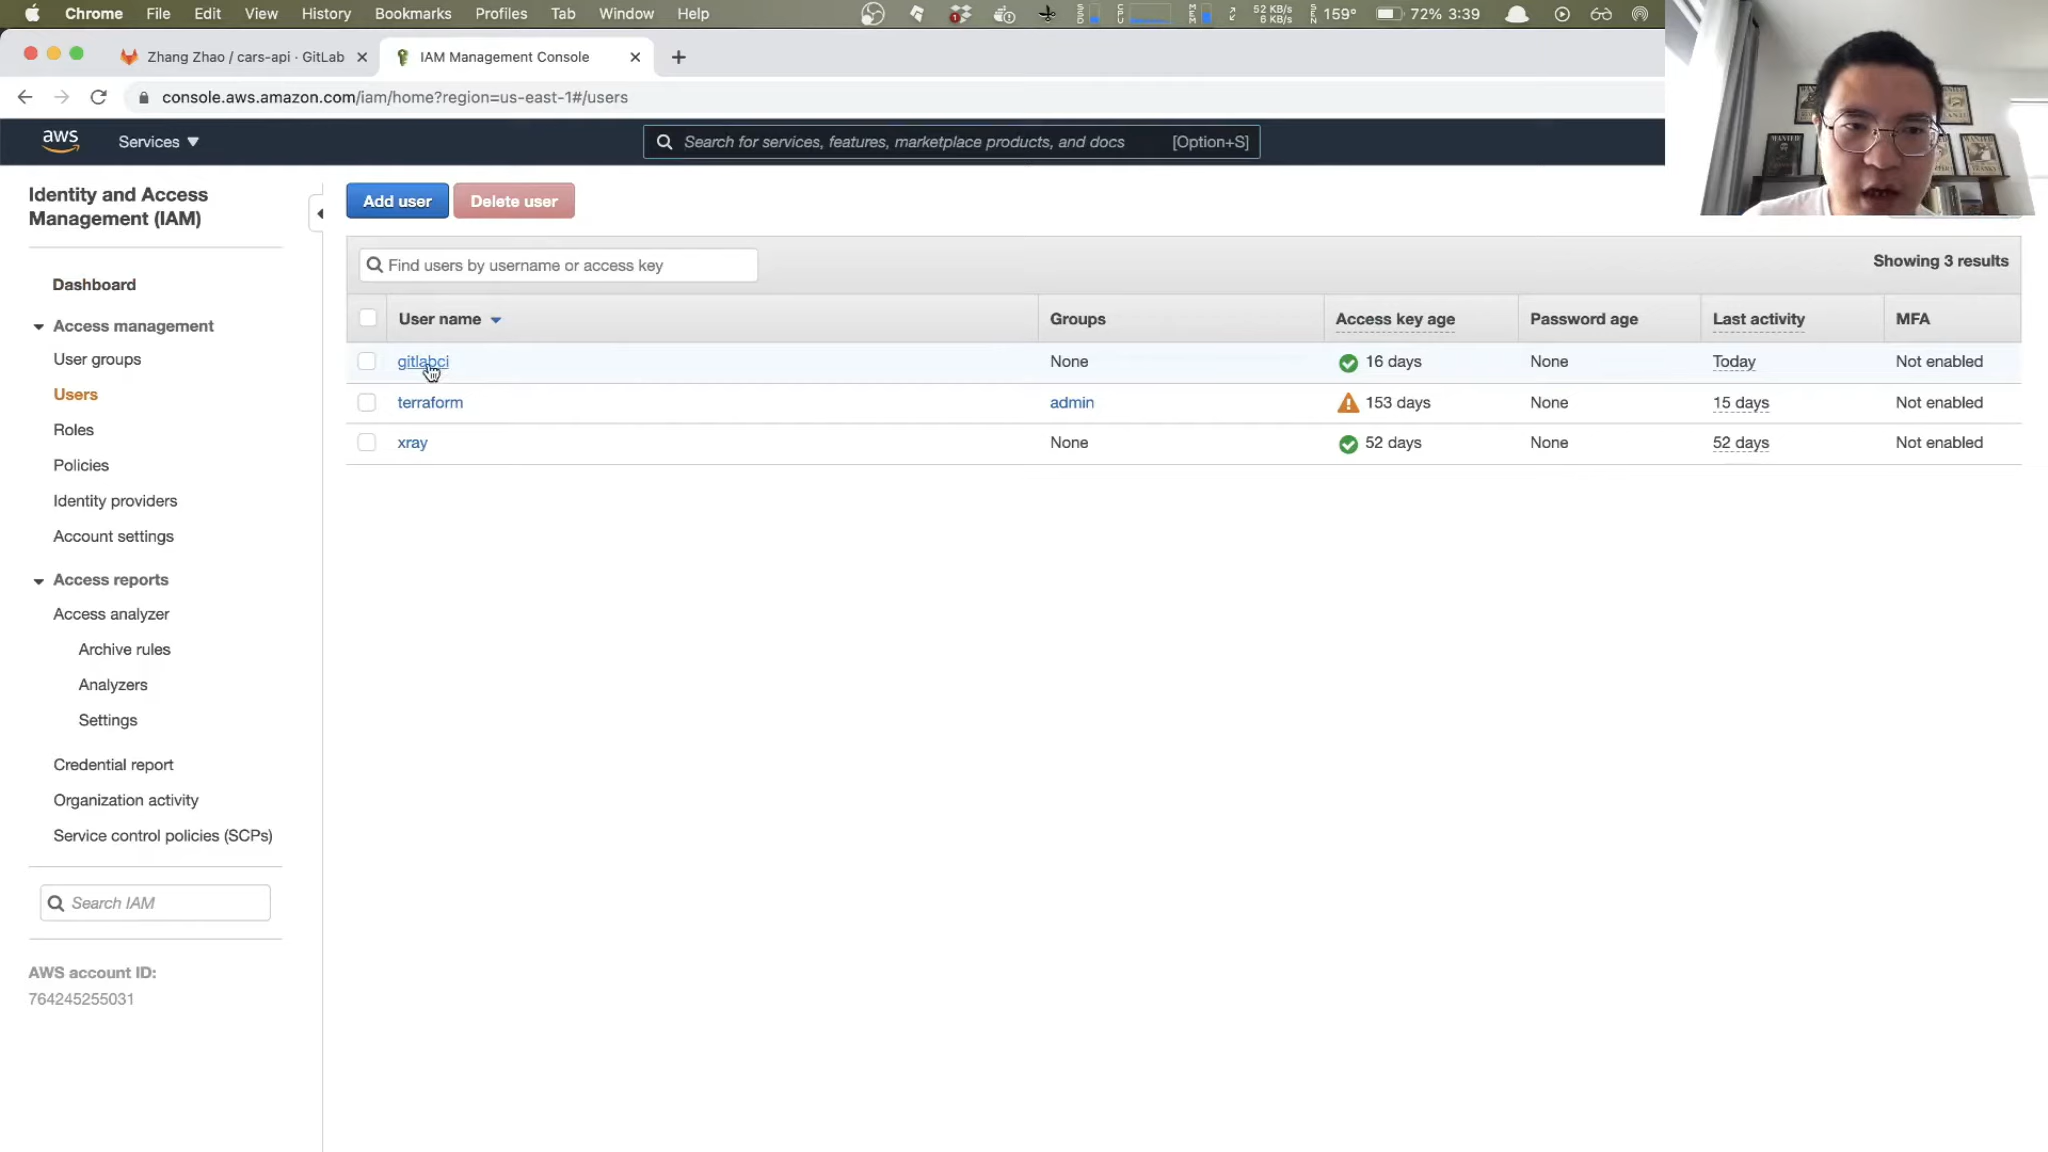 Chrome File Edit View History Bookmarks Profiles Tab Window Help 1 52 KB/s 6 KB/s 159° 72% 3:39
Zhang Zhao / cars-api · GitLab IAM Management Console
console.aws.amazon.com/iam/home?region=us-east-1#/users
aws Services Search for services, features, marketplace products, and docs [Option+S]
Identity and Access
Management (IAM)
Dashboard
Access management
User groups
Users
Roles
Policies
Identity providers
Account settings
Access reports
Access analyzer
Archive rules
Analyzers
Settings
Credential report
Organization activity
Service control policies (SCPs)
Search IAM
AWS account ID:
764245255031
Add user Delete user
Find users by username or access key Showing 3 results
User name Groups Access key age Password age Last activity MFA
gitlabci None 16 days None Today Not enabled
terraform admin 153 days None 15 days Not enabled
xray None 52 days None 52 days Not enabled